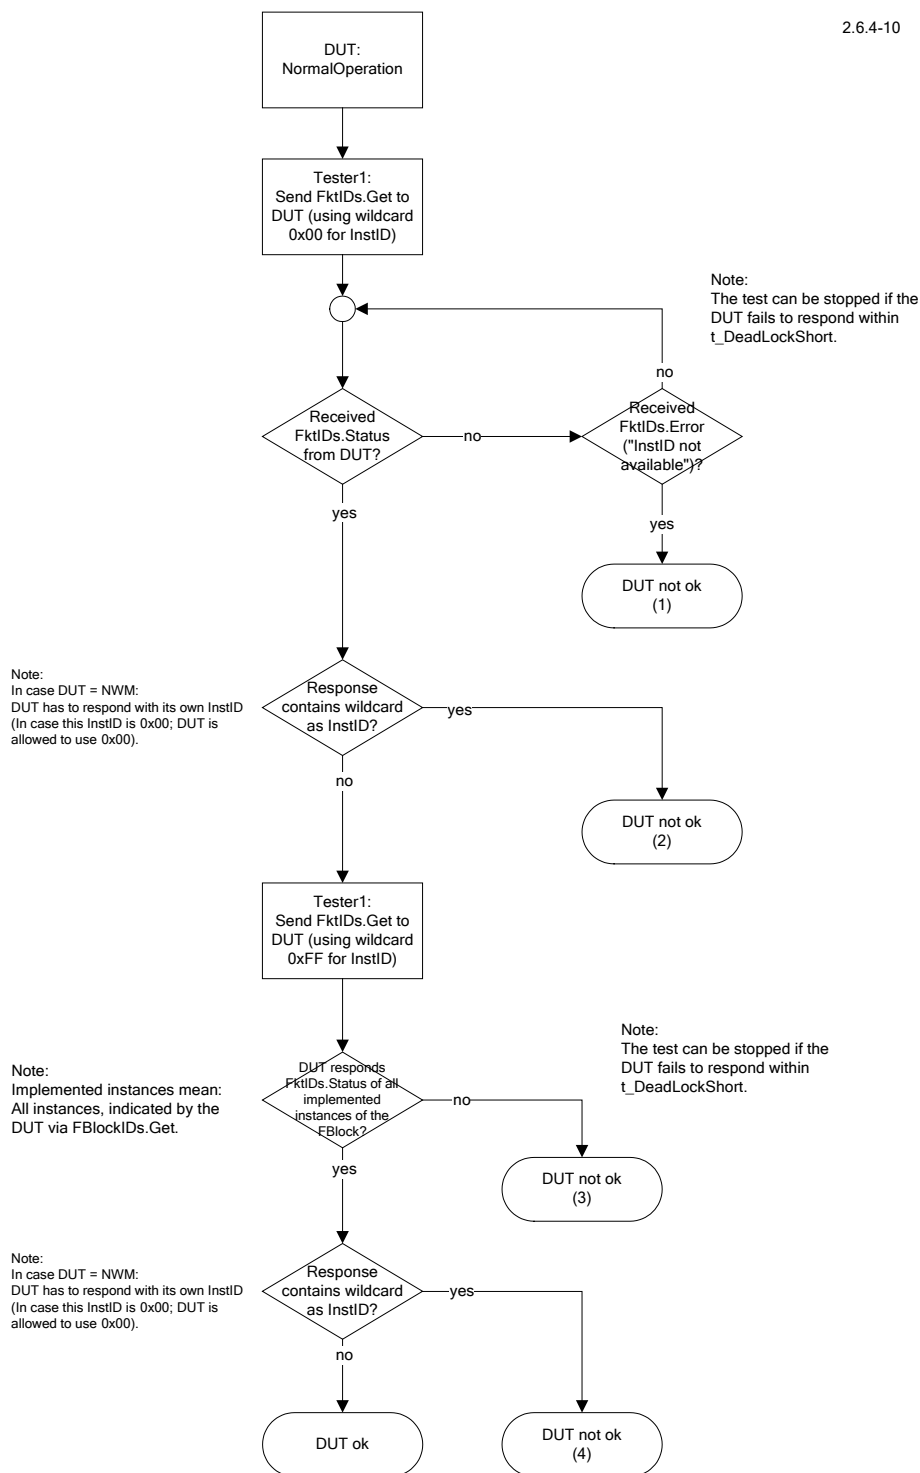 2.6.4-10
DUT:
NormalOperation
Tester1:
Send FktIDs.Get to
DUT (using wildcard
0x00 for InstID)
Note:
The test can be stopped if the
DUT fails to respond within
t_DeadLockShort.
no
Received
FktIDs.Status
from DUT?
no
Received
FktIDs.Error
("InstID not
available")?
yes
yes
DUT not ok
(1)
Note:
In case DUT = NWM:
DUT has to respond with its own InstID
(In case this InstID is 0x00; DUT is
allowed to use 0x00).
Response
contains wildcard
as InstID?
yes
no
DUT not ok
(2)
Tester1:
Send FktIDs.Get to
DUT (using wildcard
0xFF for InstID)
Note:
The test can be stopped if the
DUT fails to respond within
t_DeadLockShort.
Note:
Implemented instances mean:
All instances, indicated by the
DUT via FBlockIDs.Get.
DUT responds
FktIDs.Status of all
implemented
instances of the
FBlock?
no
yes
DUT not ok
(3)
Note:
In case DUT = NWM:
DUT has to respond with its own InstID
(In case this InstID is 0x00; DUT is
allowed to use 0x00).
Response
contains wildcard
as InstID?
yes
no
DUT ok
DUT not ok
(4)